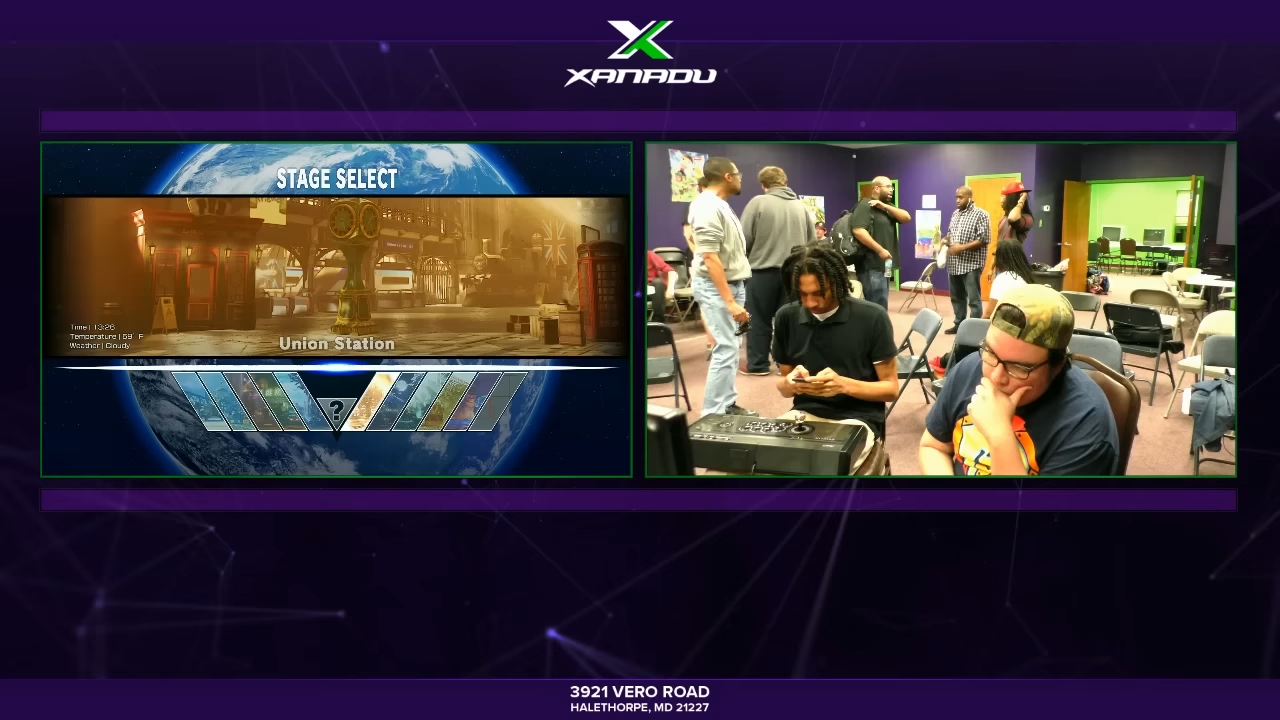 XANADU
STAGE SELECT
Time | 13:26
Temperature | 59° F
Weather | Cloudy
Union Station
?
3921 VERO ROAD
HALETHORPE, MD 21227